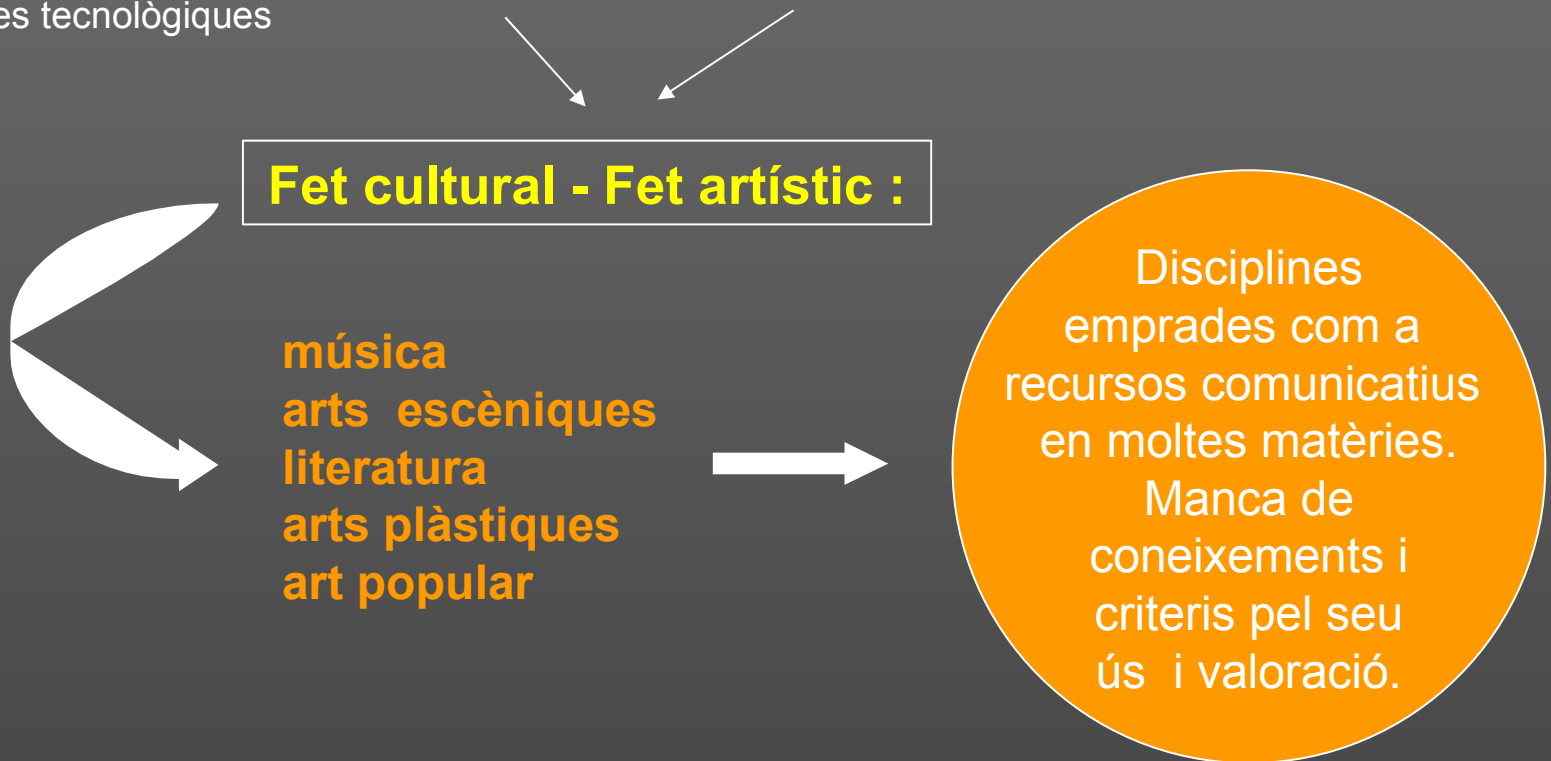 es tecnològiques
Fet cultural - Fet artístic :
música
arts escèniques
literatura
arts plàstiques
art popular
Disciplines
emprades com a
recursos comunicatius
en moltes matèries.
Manca de
coneixements i
criteris pel seu
ús i valoració.